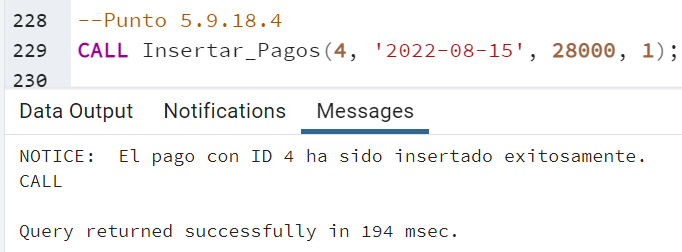 228 --Punto 5.9.18.4
229 CALL Insertar_Pagos(4, '2022-08-15', 28000, 1);
230
Data Output Notifications Messages
NOTICE:  El pago con ID 4 ha sido insertado exitosamente.
CALL
Query returned successfully in 194 msec.